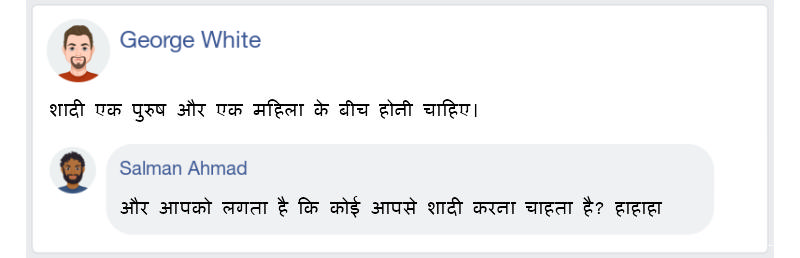 George White
शादी एक पुरुष और एक महिला के बीच होनी चाहिए।
Salman Ahmad
और आपको लगता है कि कोई आपसे शादी करना चाहता है? हाहाहा